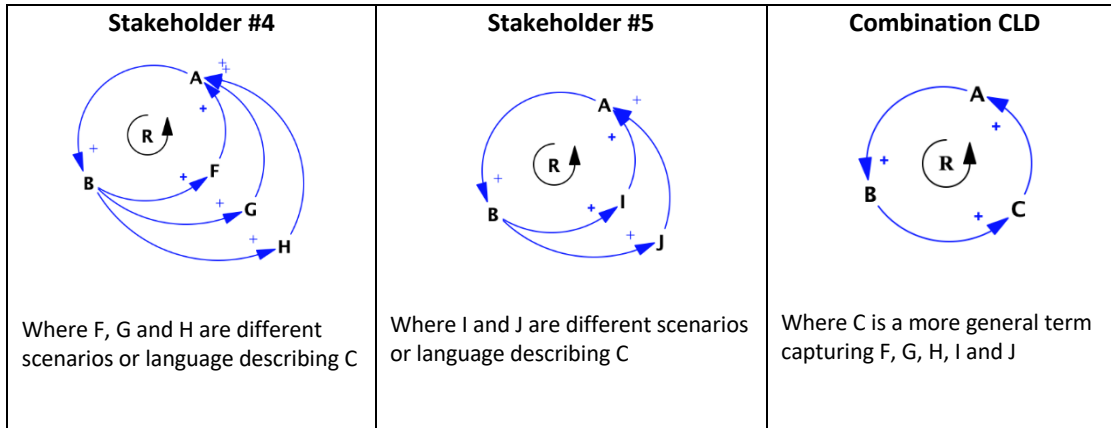 Stakeholder #4
A
+
+
+
R
+
B
+
F
+
G
+
H
Where F, G and H are different
scenarios or language describing C
Stakeholder #5
A
+
+
R
+
B
+
I
+
J
Where I and J are different scenarios
or language describing C
Combination CLD
A
+
+
R
B
+
C
Where C is a more general term
capturing F, G, H, I and J